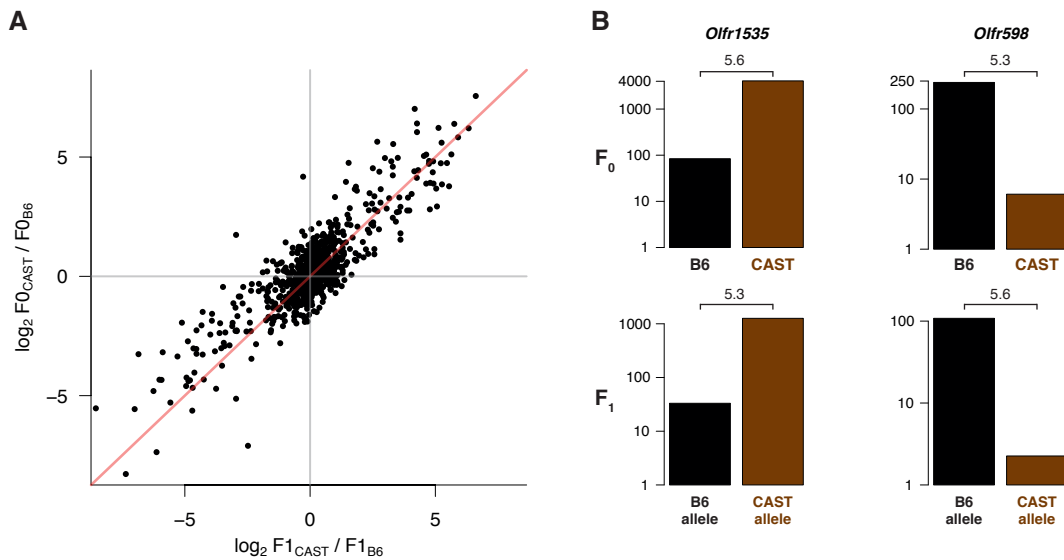 A
log2 F0CAST / F0B6
5
0
−5
−5 0 5
log2 F1CAST / F1B6
B
Olfr1535 Olfr598
F0
5.6
4000
1000
100
10
1
B6 CAST
5.3
250
100
10
1
B6 CAST
F1
5.3
1000
100
10
1
B6 allele
CAST allele
5.6
100
10
1
B6 allele
CAST allele